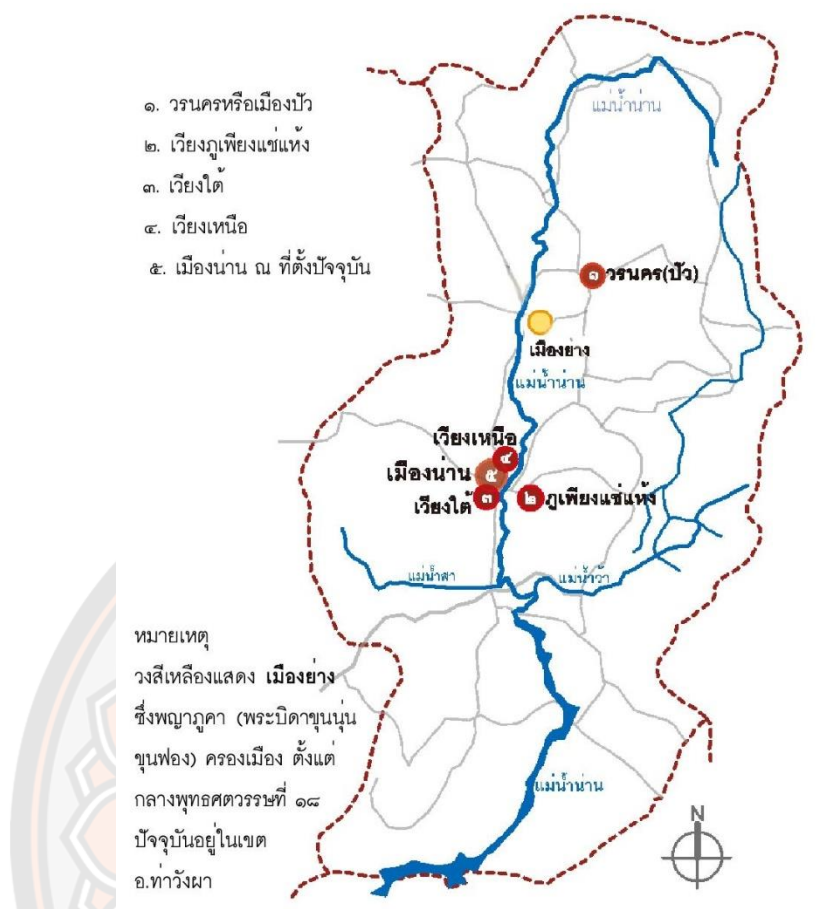 ๑. วรนครหรือเมืองปัว
๒. เวียงภูเพียงแช่แห้ง
๓. เวียงใต้
๔. เวียงเหนือ
๕. เมืองน่าน ณ ที่ตั้งปัจจุบัน
แม่น้ำน่าน
๑ วรนคร(ปัว)
เมืองย่าง
แม่น้ำน่าน
เวียงเหนือ
๔
เมืองน่าน ๕
เวียงใต้ ๓
๒ ภูเพียงแช่แห้ง
แม่น้ำสา
แม่น้ำว้า
หมายเหตุ
วงสีเหลืองแสดง เมืองย่าง
ซึ่งพญาภูคา (พระบิดาขุนนุ่น
ขุนฟอง) ครองเมือง ตั้งแต่
กลางพุทธศตวรรษที่ ๑๘
ปัจจุบันอยู่ในเขต
อ.ท่าวังผา
แม่น้ำน่าน
N